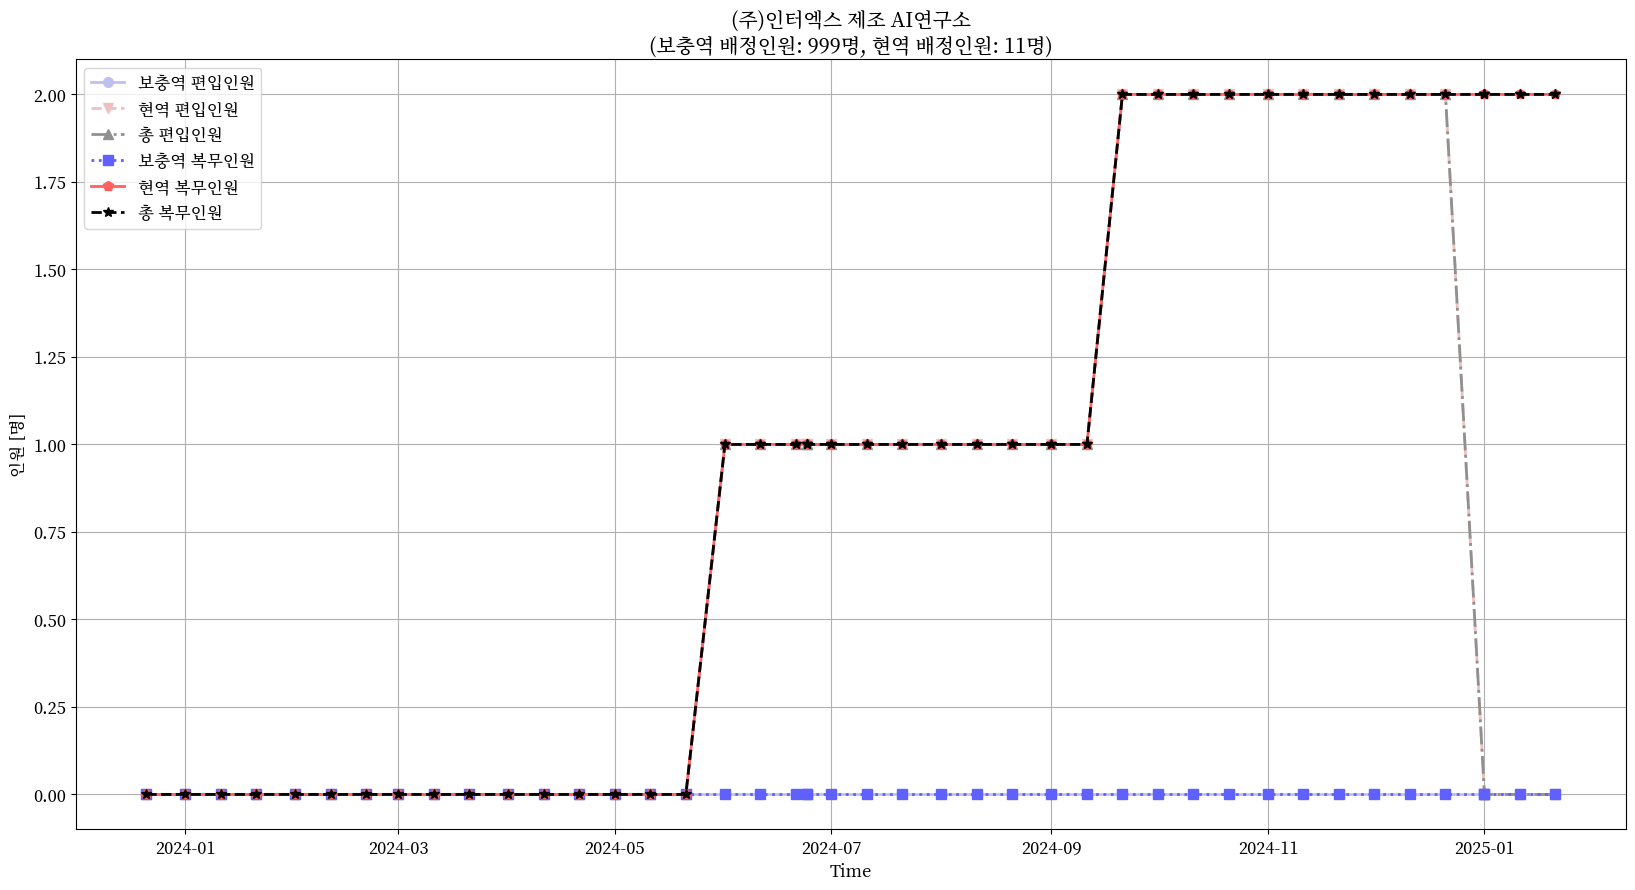 (주)인터엑스 제조 AI연구소
(보충역 배정인원: 999명, 현역 배정인원: 11명)
보충역 편입인원
현역 편입인원
총 편입인원
보충역 복무인원
현역 복무인원
총 복무인원
2.00
1.75
1.50
1.25
1.00
0.75
0.50
0.25
0.00
인원 [명]
2024-01
2024-03
2024-05
2024-07
2024-09
2024-11
2025-01
Time